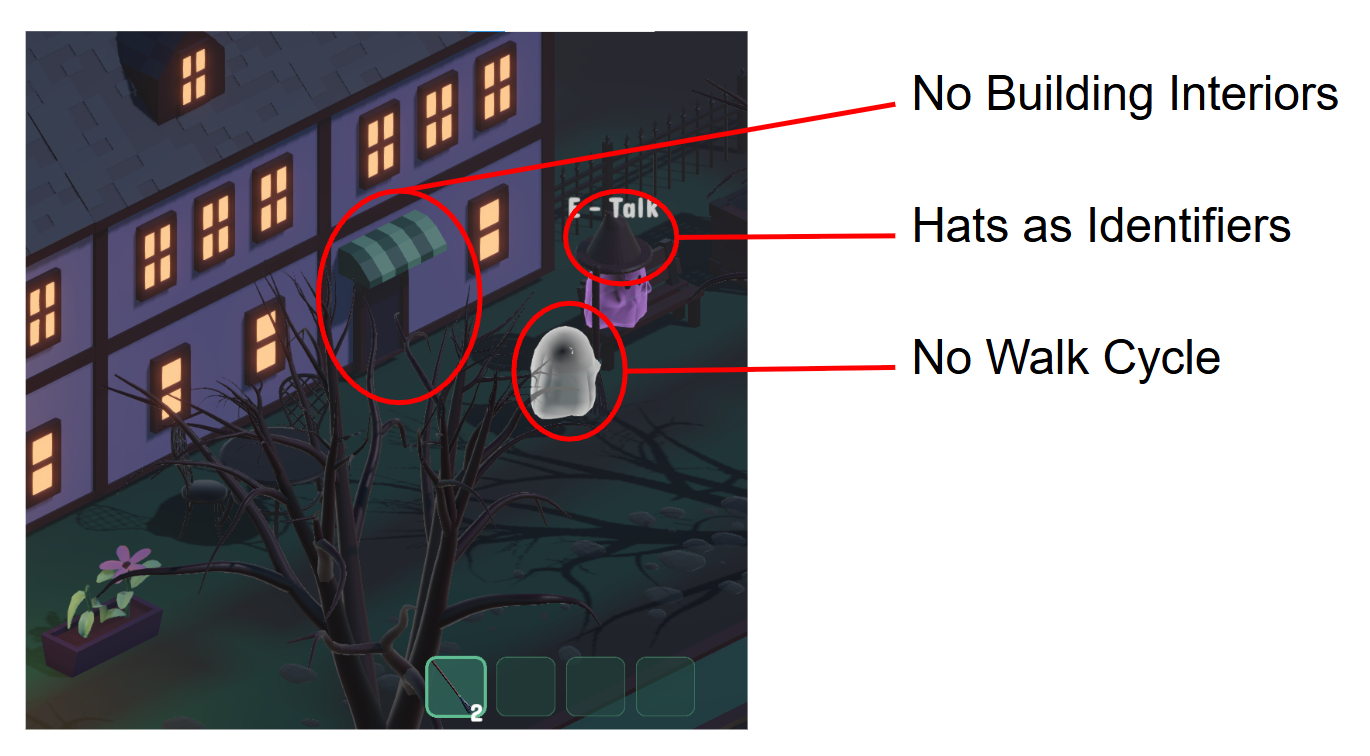 No Building Interiors
E - Talk
Hats as Identifiers
No Walk Cycle
2